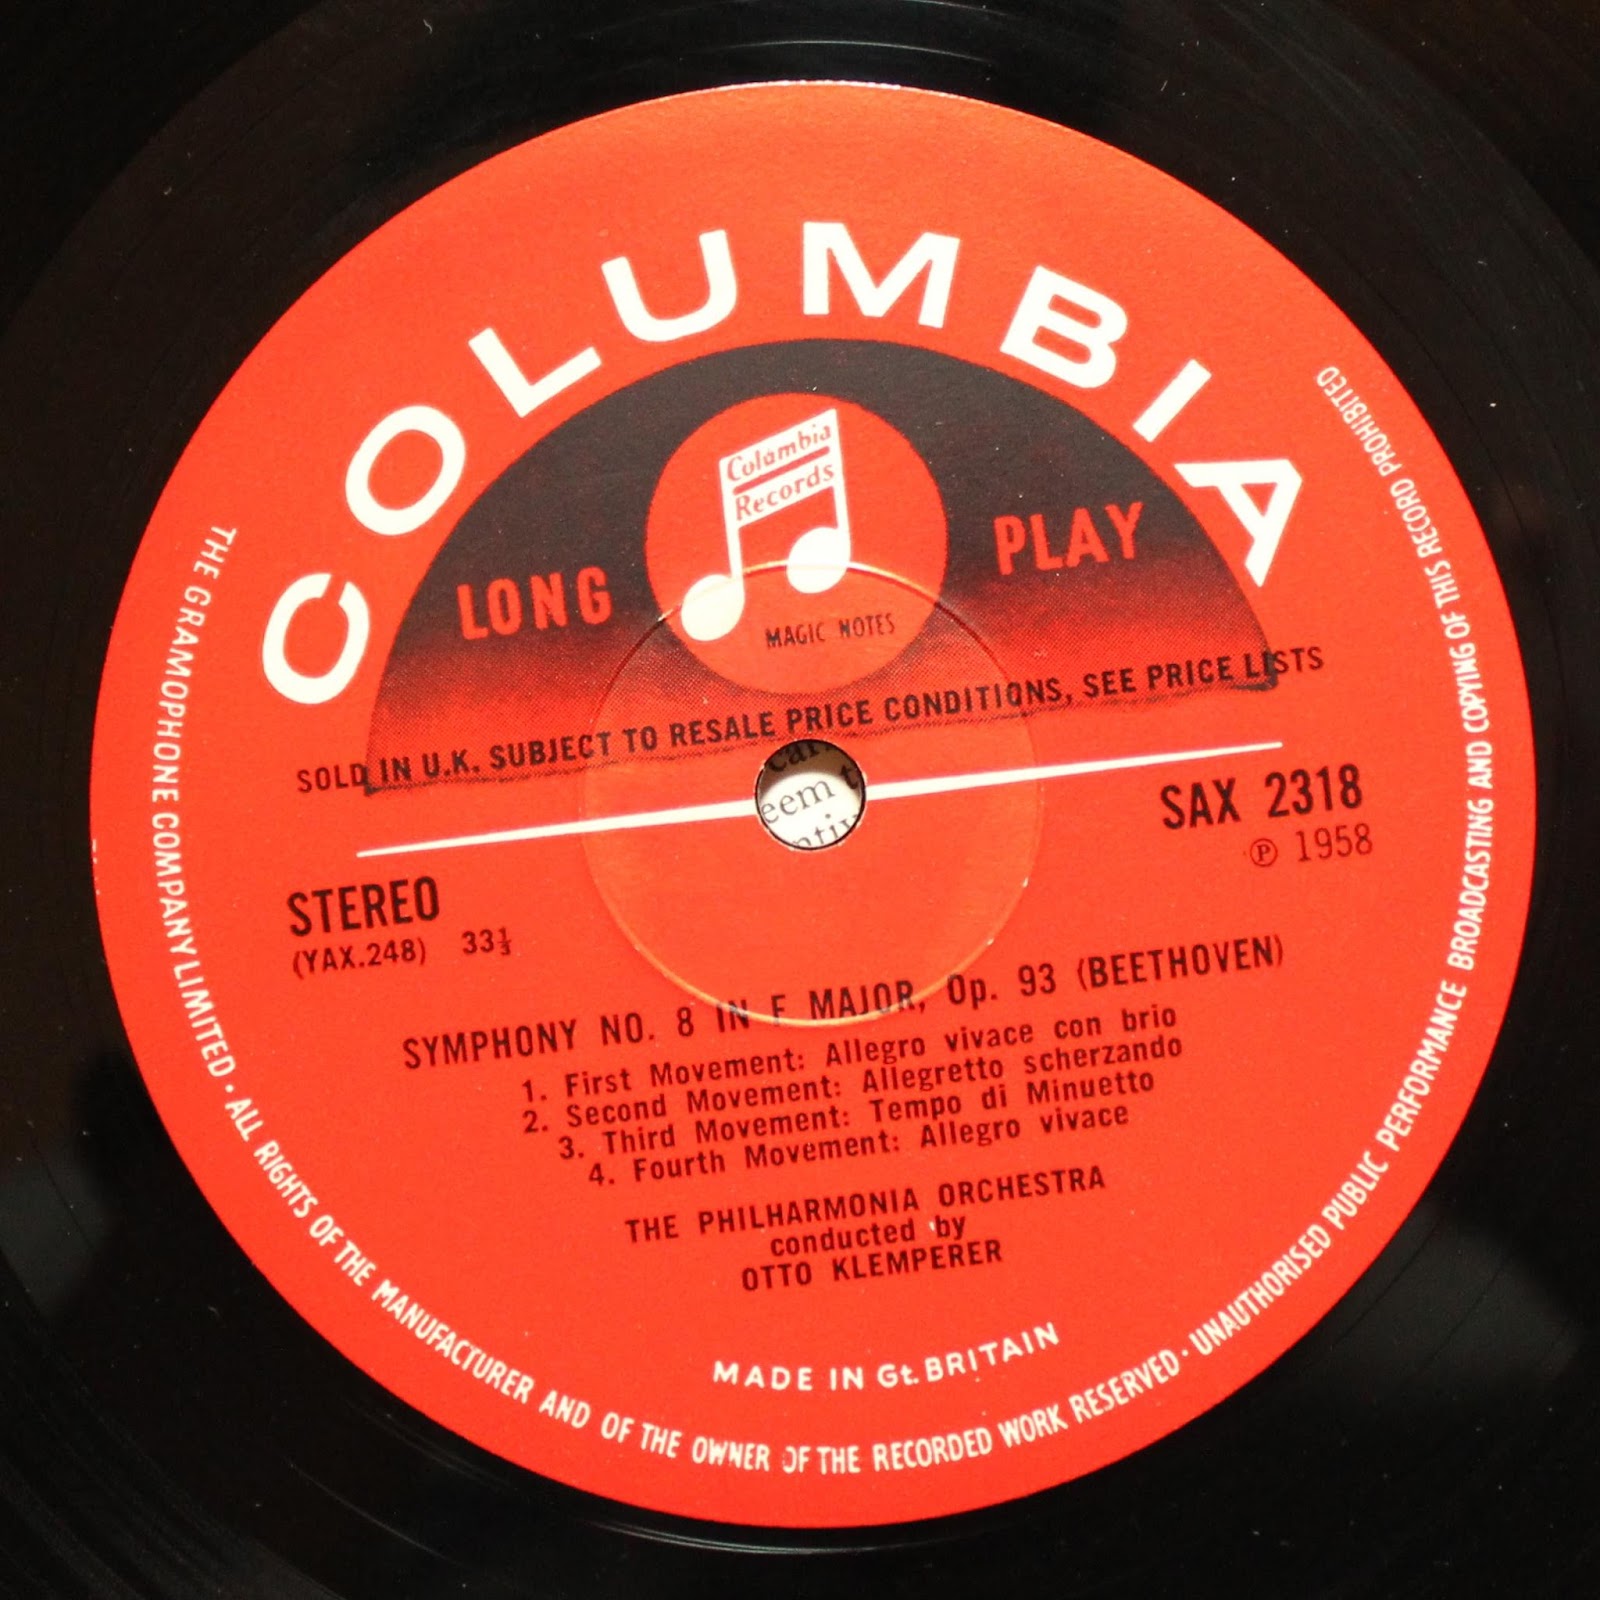 COLUMBIA
Columbia
Records
LONG PLAY
MAGIC NOTES
SOLD IN U.K. SUBJECT TO RESALE PRICE CONDITIONS, SEE PRICE LISTS
SAX 2318
℗ 1958
STEREO
(YAX.248) 33⅓
SYMPHONY NO. 8 IN F MAJOR, Op. 93 (BEETHOVEN)
1. First Movement: Allegro vivace con brio
2. Second Movement: Allegretto scherzando
3. Third Movement: Tempo di Minuetto
4. Fourth Movement: Allegro vivace
THE PHILHARMONIA ORCHESTRA
conducted by
OTTO KLEMPERER
MADE IN Gt. BRITAIN
THE GRAMOPHONE COMPANY LIMITED · ALL RIGHTS OF THE MANUFACTURER AND OF THE OWNER OF THE RECORDED WORK RESERVED · UNAUTHORISED PUBLIC PERFORMANCE BROADCASTING AND COPYING OF THIS RECORD PROHIBITED